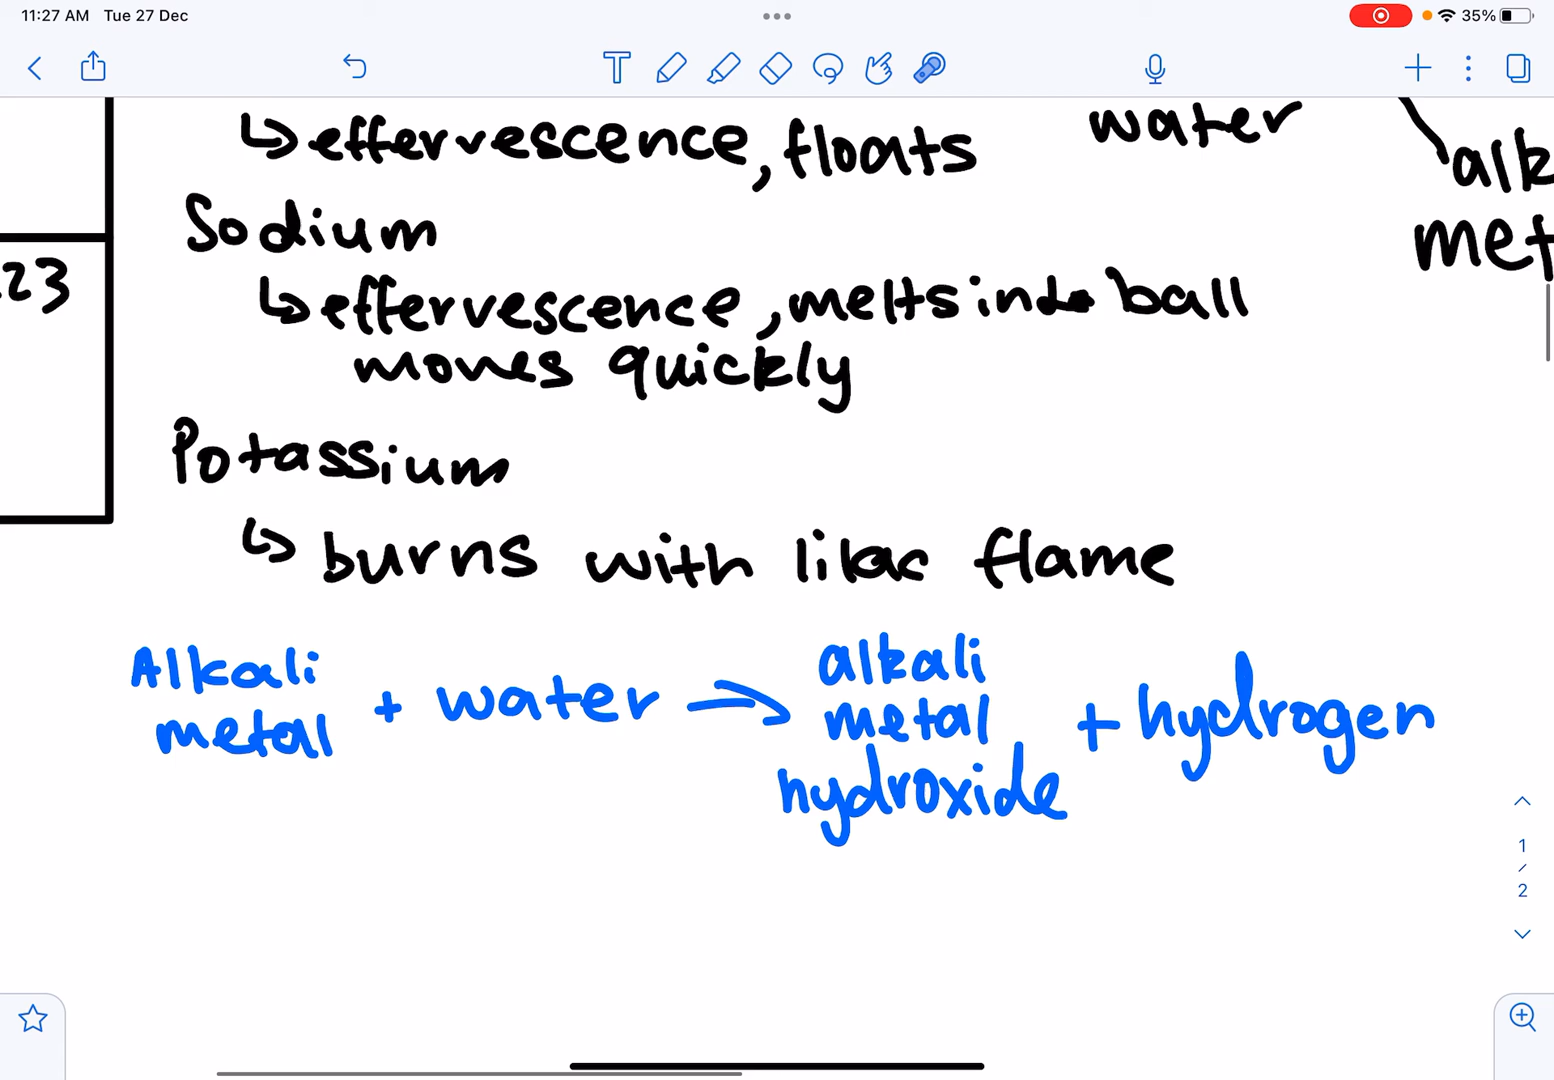 11:27 AM Tue 27 Dec
35%
T
↳ effervescence, floats
water
alk
Sodium
met
23
↳ effervescence, melts into ball
moves quickly
Potassium
↳ burns with lilac flame
Alkali metal + water → alkali metal hydroxide + hydrogen
1
/
2